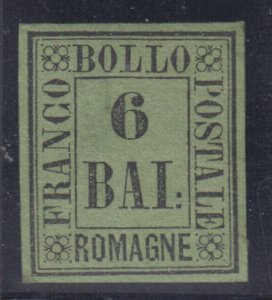 FRANCO
BOLLO
POSTALE
6
BAI:
ROMAGNE